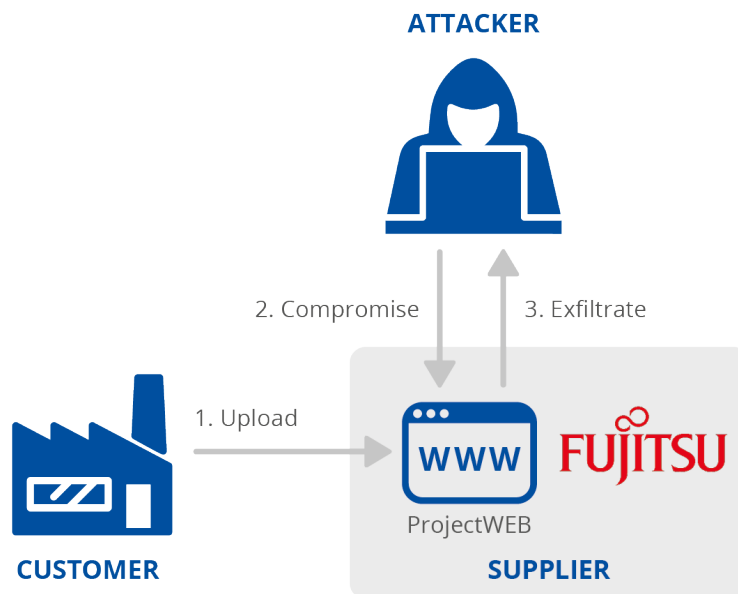 ATTACKER
2. Compromise
3. Exfiltrate
1. Upload
WWW
FUJITSU
ProjectWEB
CUSTOMER
SUPPLIER